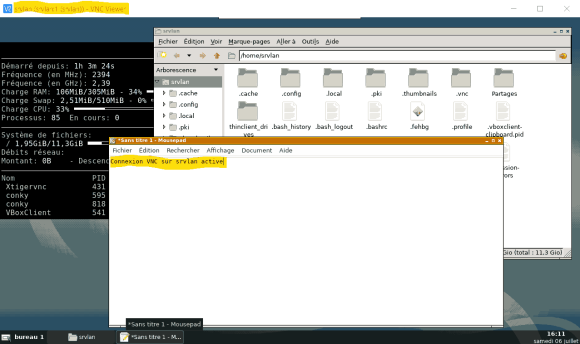 srvlan:1 (srvlan) - VNC Viewer
srvlan
Fichier Édition Voir Marque-pages Aller à Outils Aide
/home/srvlan
Arborescence
srvlan
.cache
.config
.local
.pki
.cache .config .local .pki .thumbnails .vnc Partages
thinclient_dri
ves
.bash_history .bash_logout .bashrc .fehbg .profile .vboxclient-
clipboard.pid
Gio (total : 11,3 Gio)
Démarré depuis: 1h 3m 24s
Fréquence (en MHz): 2394
Fréquence (en GHz): 2,39
Charge RAM: 106MiB/305MiB - 34%
Charge Swap: 2,51MiB/510MiB - 0%
Charge CPU: 33%
Processus: 85 En cours: 0
Système de fichiers:
/ 1,95GiB/11,3GiB
Débits réseau:
Montant: 0B - Descend
Nom PID
Xtigervnc 431
conky 595
conky 818
VBoxClient 541
*Sans titre 1 - Mousepad
Fichier Édition Rechercher Affichage Document Aide
Connexion VNC sur srvlan active
*Sans titre 1 - Mousepad
bureau 1 srvlan *Sans titre 1 - M...
16:11
samedi 06 juillet